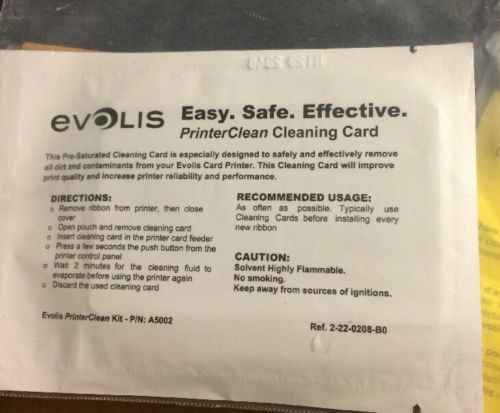 evoLIS
Easy. Safe. Effective.
PrinterClean Cleaning Card
This Pre-Saturated Cleaning Card is especially designed to safely and effectively remove
all dirt and contaminants from your Evolis Card Printer. This Cleaning Card will improve
print quality and increase printer reliability and performance.
DIRECTIONS:
o Remove ribbon from printer, then close
cover
o Open pouch and remove cleaning card
o Insert cleaning card in the printer card feeder
o Press a few seconds the push button from the
printer control panel
o Wait 2 minutes for the cleaning fluid to
evaporate before using the printer again
o Discard the used cleaning card
RECOMMENDED USAGE:
As often as possible. Typically use
Cleaning Cards before installing every
new ribbon
CAUTION:
Solvent Highly Flammable.
No smoking.
Keep away from sources of ignitions.
Evolis PrinterClean Kit - P/N: A5002
Ref. 2-22-0208-B0